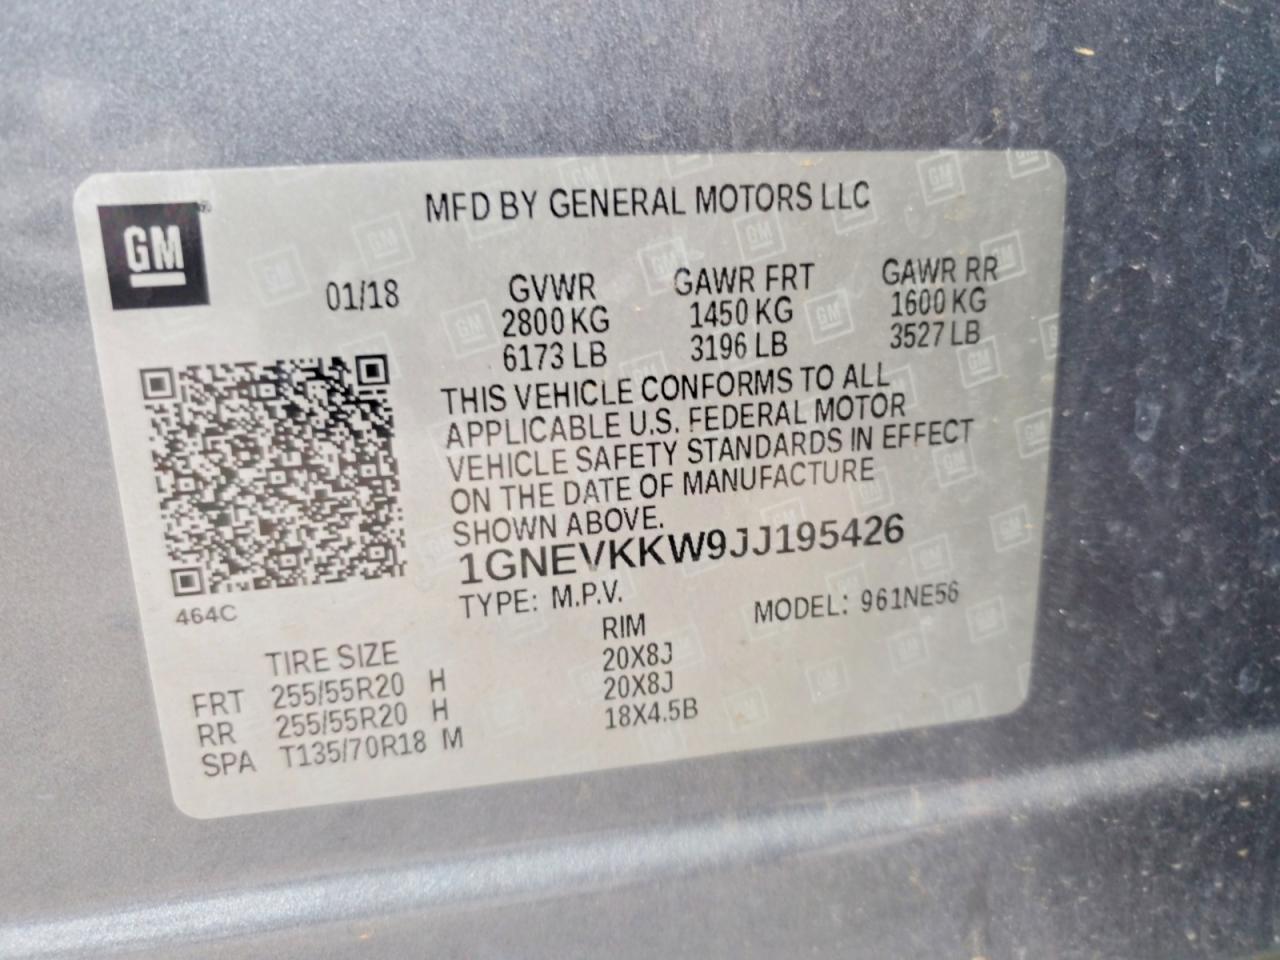 MFD BY GENERAL MOTORS LLC
GM
®
01/18
GVWR GAWR FRT GAWR RR
2800 KG 1450 KG 1600 KG
6173 LB 3196 LB 3527 LB
THIS VEHICLE CONFORMS TO ALL
APPLICABLE U.S. FEDERAL MOTOR
VEHICLE SAFETY STANDARDS IN EFFECT
ON THE DATE OF MANUFACTURE
SHOWN ABOVE.
1GNEVKKW9JJ195426
464C
TYPE: M.P.V. MODEL: 961NE56
TIRE SIZE RIM
FRT 255/55R20 H 20X8J
RR 255/55R20 H 20X8J
SPA T135/70R18 M 18X4.5B